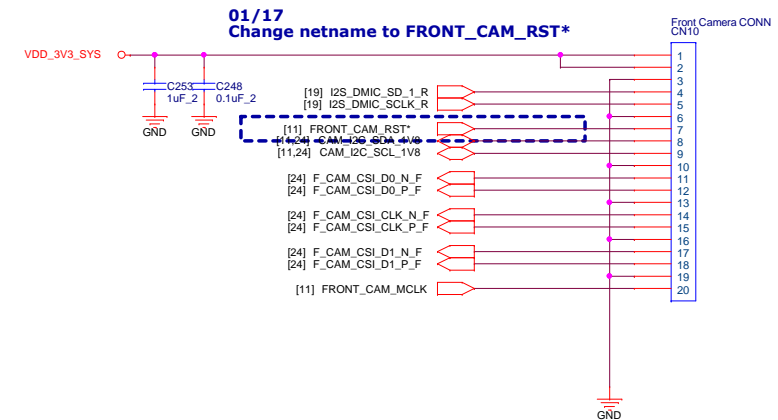 01/17
Change netname to FRONT_CAM_RST*
Front Camera CONN
CN10
VDD_3V3_SYS
1
2
3
C253
1uF_2
C248
0.1uF_2
[19] I2S_DMIC_SD_1_R
4
[19] I2S_DMIC_SCLK_R
5
6
GND
GND
[11] FRONT_CAM_RST*
7
[11,24] CAM_I2C_SDA_1V8
8
[11,24] CAM_I2C_SCL_1V8
9
10
[24] F_CAM_CSI_D0_N_F
11
[24] F_CAM_CSI_D0_P_F
12
13
[24] F_CAM_CSI_CLK_N_F
14
[24] F_CAM_CSI_CLK_P_F
15
16
[24] F_CAM_CSI_D1_N_F
17
[24] F_CAM_CSI_D1_P_F
18
19
[11] FRONT_CAM_MCLK
20
GND